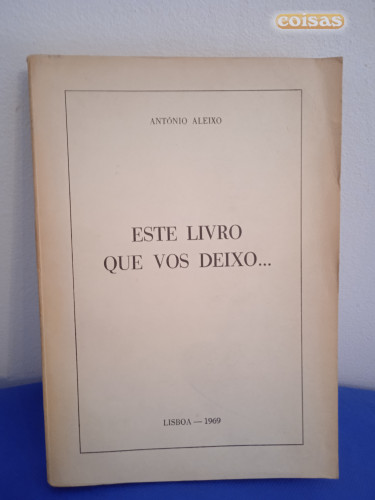 coisas
ANTÓNIO ALEIXO
ESTE LIVRO
QUE VOS DEIXO...
LISBOA — 1969